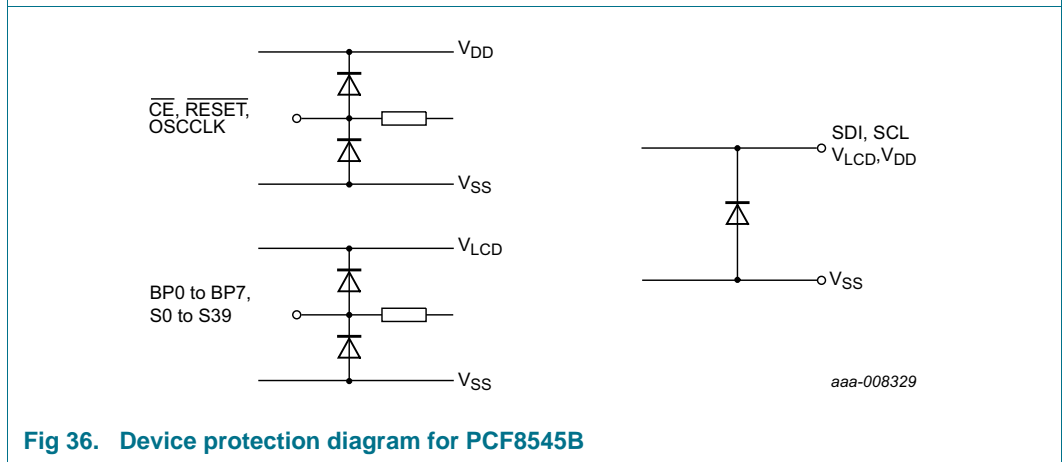 VDD
CE, RESET,
OSCCLK
VSS
VLCD
BP0 to BP7,
S0 to S39
VSS
SDI, SCL
VLCD,VDD
VSS
aaa-008329
Fig 36. Device protection diagram for PCF8545B